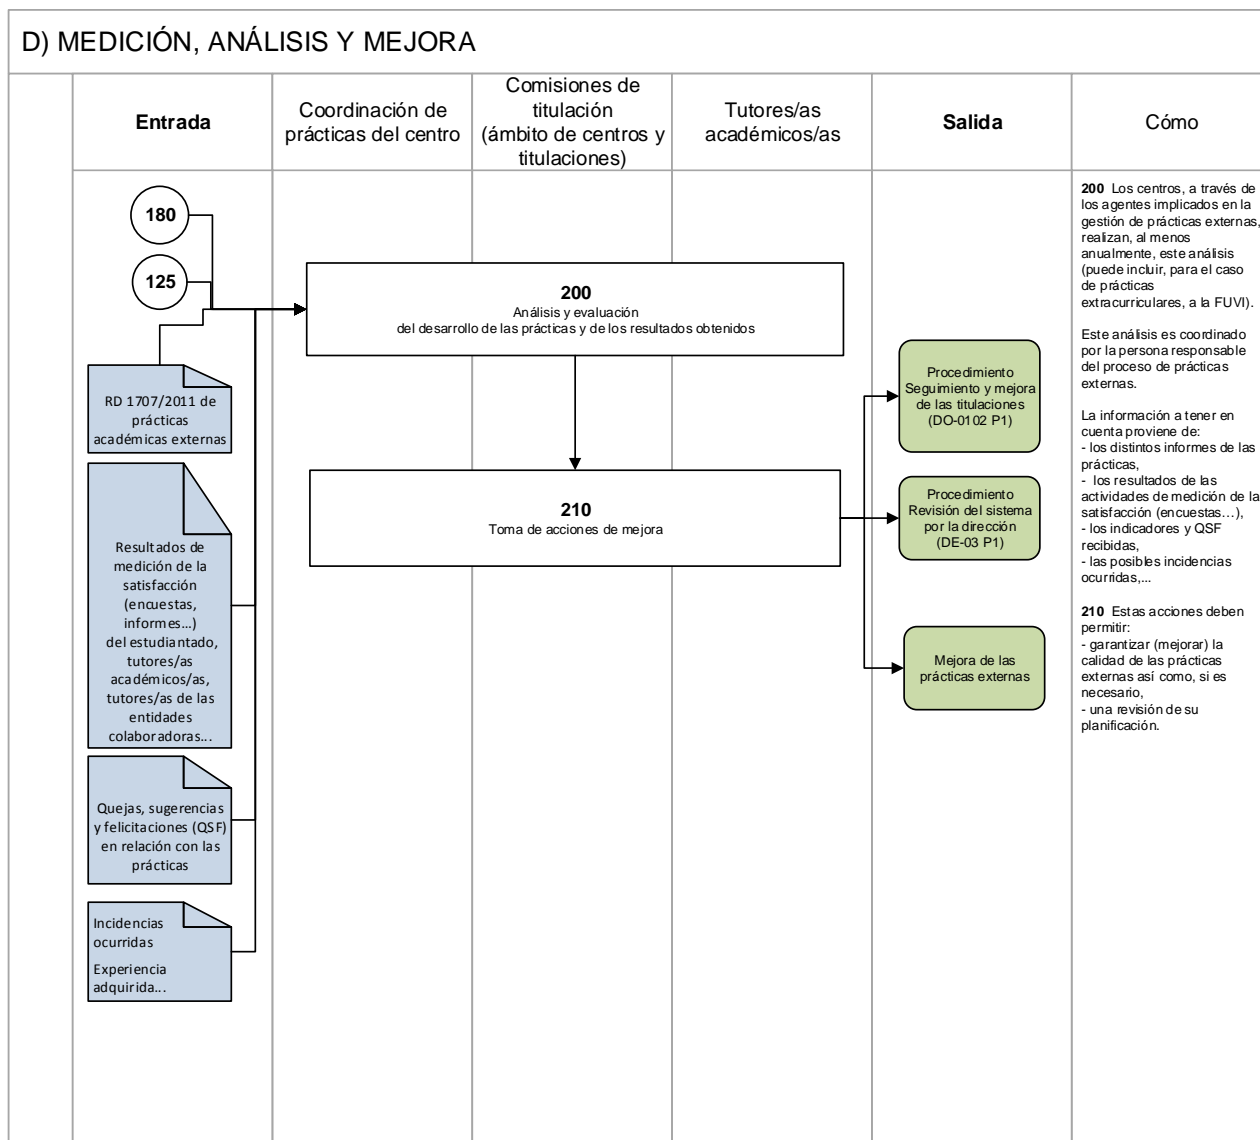 D) MEDICIÓN, ANÁLISIS Y MEJORA
Entrada
Coordinación de
prácticas del centro
Comisiones de
titulación
(ámbito de centros y
titulaciones)
Tutores/as
académicos/as
Salida
Cómo
180
125
RD 1707/2011 de
prácticas
académicas externas
Resultados de
medición de la
satisfacción
(encuestas,
informes…)
del estudiantado,
tutores/as
académicos/as,
tutores/as de las
entidades
colaboradoras...
Quejas, sugerencias
y felicitaciones (QSF)
en relación con las
prácticas
Incidencias
ocurridas
Experiencia
adquirida...
200
Análisis y evaluación
del desarrollo de las prácticas y de los resultados obtenidos
210
Toma de acciones de mejora
Procedimiento
Seguimiento y mejora
de las titulaciones
(DO-0102 P1)
Procedimiento
Revisión del sistema
por la dirección
(DE-03 P1)
Mejora de las
prácticas externas
200 Los centros, a través de
los agentes implicados en la
gestión de prácticas externas,
realizan, al menos
anualmente, este análisis
(puede incluir, para el caso
de prácticas
extracurriculares, a la FUVI).
Este análisis es coordinado
por la persona responsable
del proceso de prácticas
externas.
La información a tener en
cuenta proviene de:
- los distintos informes de las
prácticas,
- los resultados de las
actividades de medición de la
satisfacción (encuestas…),
- los indicadores y QSF
recibidas,
- las posibles incidencias
ocurridas,...
210 Estas acciones deben
permitir:
- garantizar (mejorar) la
calidad de las prácticas
externas así como, si es
necesario,
- una revisión de su
planificación.